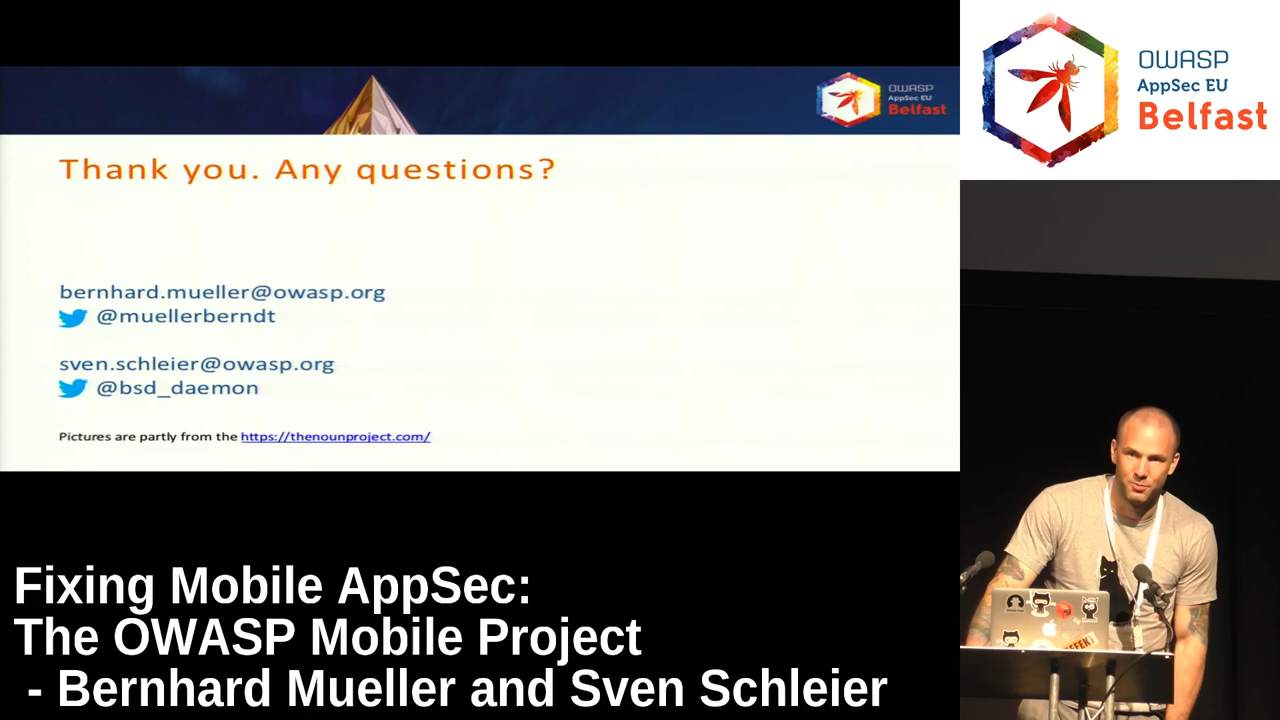 OWASP
AppSec EU
Belfast
Thank you. Any questions?
bernhard.mueller@owasp.org
@muellerberndt
sven.schleier@owasp.org
@bsd_daemon
Pictures are partly from the https://thenounproject.com/
OWASP
AppSec EU
Belfast
Fixing Mobile AppSec:
The OWASP Mobile Project
- Bernhard Mueller and Sven Schleier